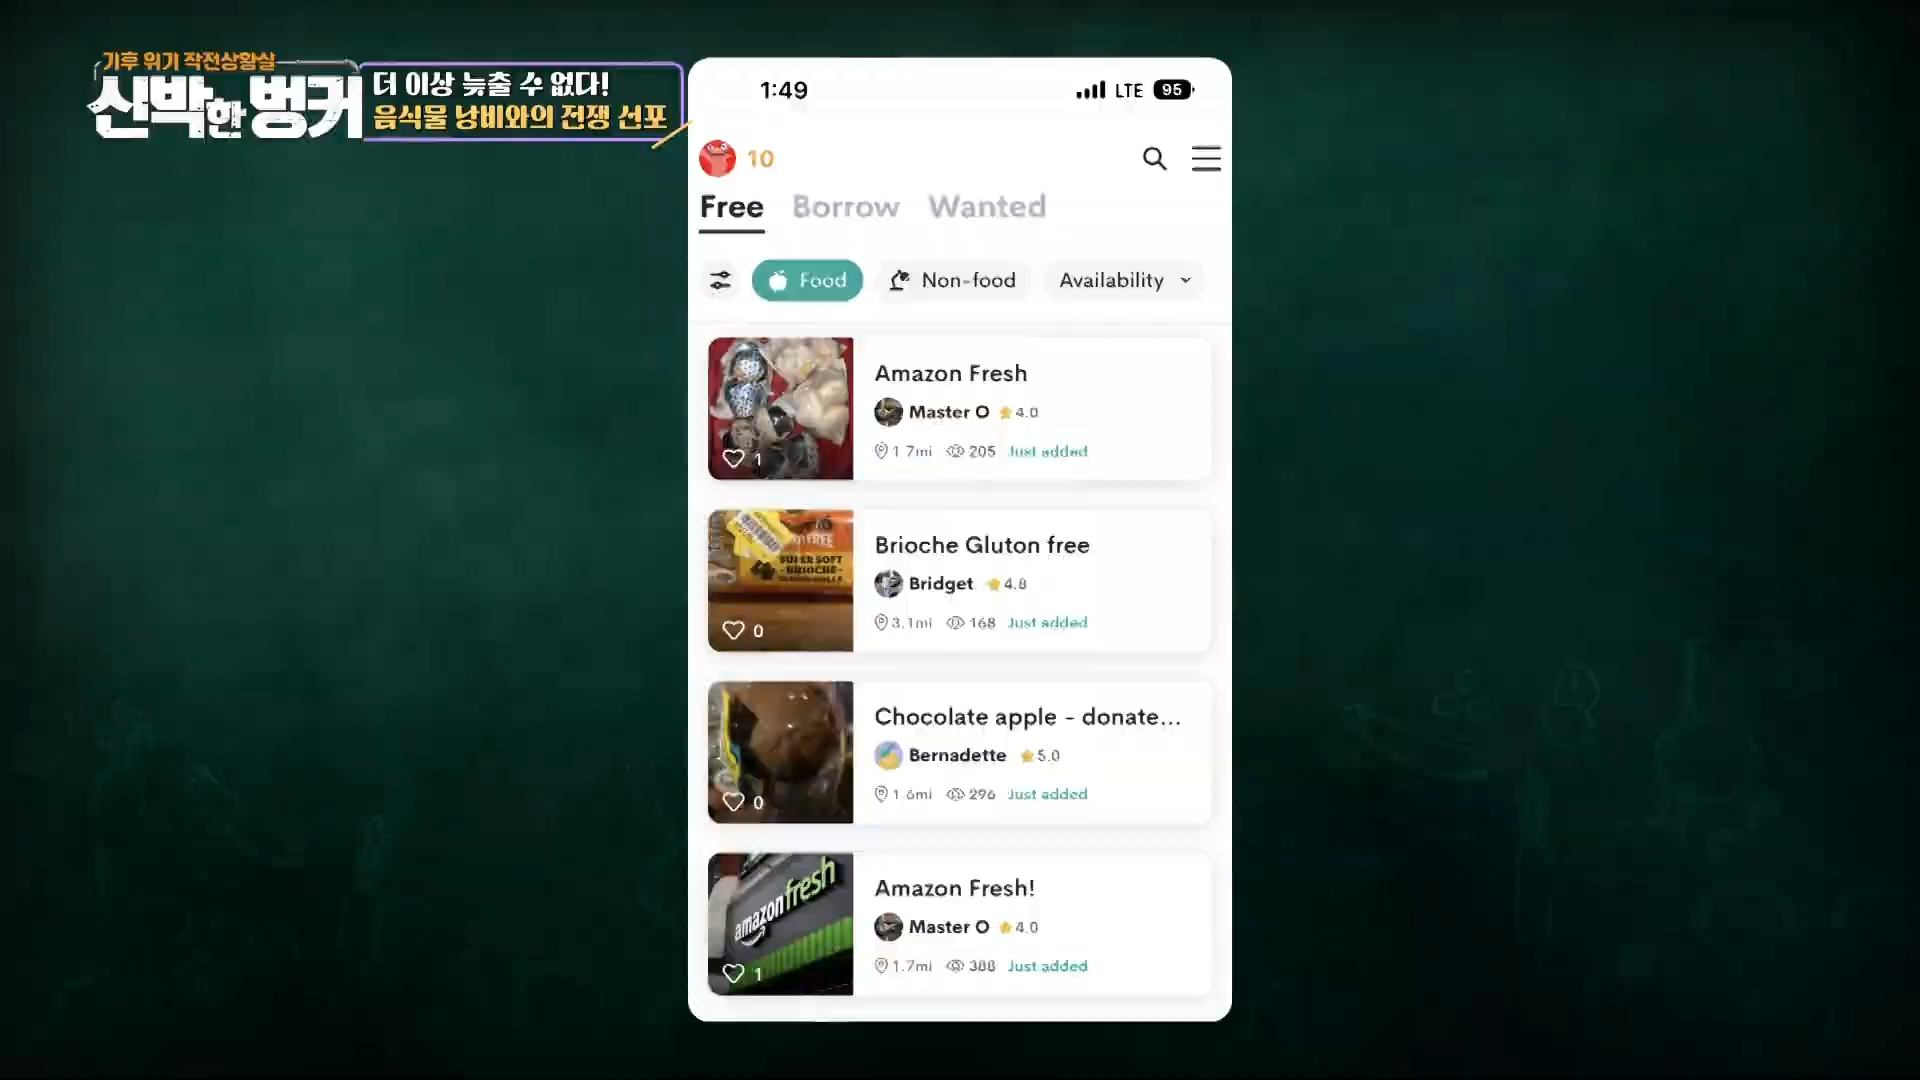 기후 위기 작전상황실
신박한 벙커
더 이상 늦출 수 없다!
음식물 낭비와의 전쟁 선포
1:49
LTE 95
10
Free Borrow Wanted
Food Non-food Availability
Amazon Fresh
Master O 4.0
1.7mi 205 Just added
1
FREE
SUPER SOFT
BRIOCHE
Brioche Gluton free
Bridget 4.8
3.1mi 168 Just added
0
Chocolate apple - donate...
Bernadette 5.0
1.6mi 296 Just added
0
amazonfresh
Amazon Fresh!
Master O 4.0
1.7mi 388 Just added
1